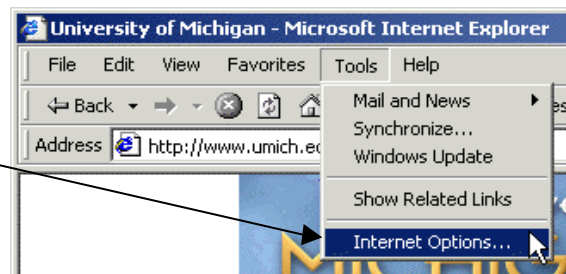 University of Michigan - Microsoft Internet Explorer
File Edit View Favorites Tools Help
Back
Mail and News
Synchronize...
Address http://www.umich.ed
Windows Update
Show Related Links
Internet Options...